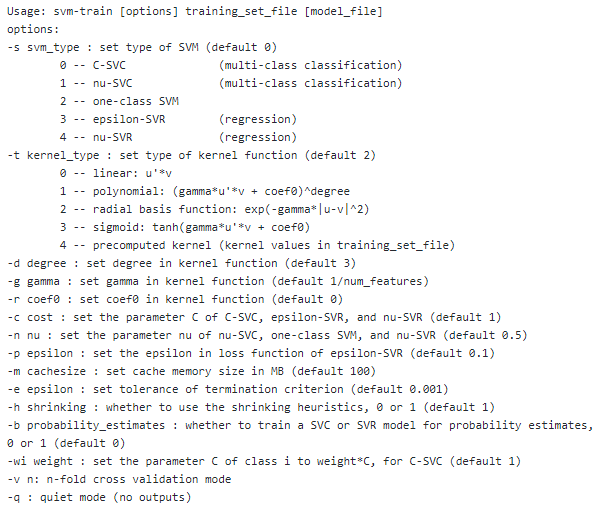 Usage: svm-train [options] training_set_file [model_file]
options:
-s svm_type : set type of SVM (default 0)
        0 -- C-SVC              (multi-class classification)
        1 -- nu-SVC             (multi-class classification)
        2 -- one-class SVM
        3 -- epsilon-SVR        (regression)
        4 -- nu-SVR             (regression)
-t kernel_type : set type of kernel function (default 2)
        0 -- linear: u'*v
        1 -- polynomial: (gamma*u'*v + coef0)^degree
        2 -- radial basis function: exp(-gamma*|u-v|^2)
        3 -- sigmoid: tanh(gamma*u'*v + coef0)
        4 -- precomputed kernel (kernel values in training_set_file)
-d degree : set degree in kernel function (default 3)
-g gamma : set gamma in kernel function (default 1/num_features)
-r coef0 : set coef0 in kernel function (default 0)
-c cost : set the parameter C of C-SVC, epsilon-SVR, and nu-SVR (default 1)
-n nu : set the parameter nu of nu-SVC, one-class SVM, and nu-SVR (default 0.5)
-p epsilon : set the epsilon in loss function of epsilon-SVR (default 0.1)
-m cachesize : set cache memory size in MB (default 100)
-e epsilon : set tolerance of termination criterion (default 0.001)
-h shrinking : whether to use the shrinking heuristics, 0 or 1 (default 1)
-b probability_estimates : whether to train a SVC or SVR model for probability estimates,
0 or 1 (default 0)
-wi weight : set the parameter C of class i to weight*C, for C-SVC (default 1)
-v n: n-fold cross validation mode
-q : quiet mode (no outputs)